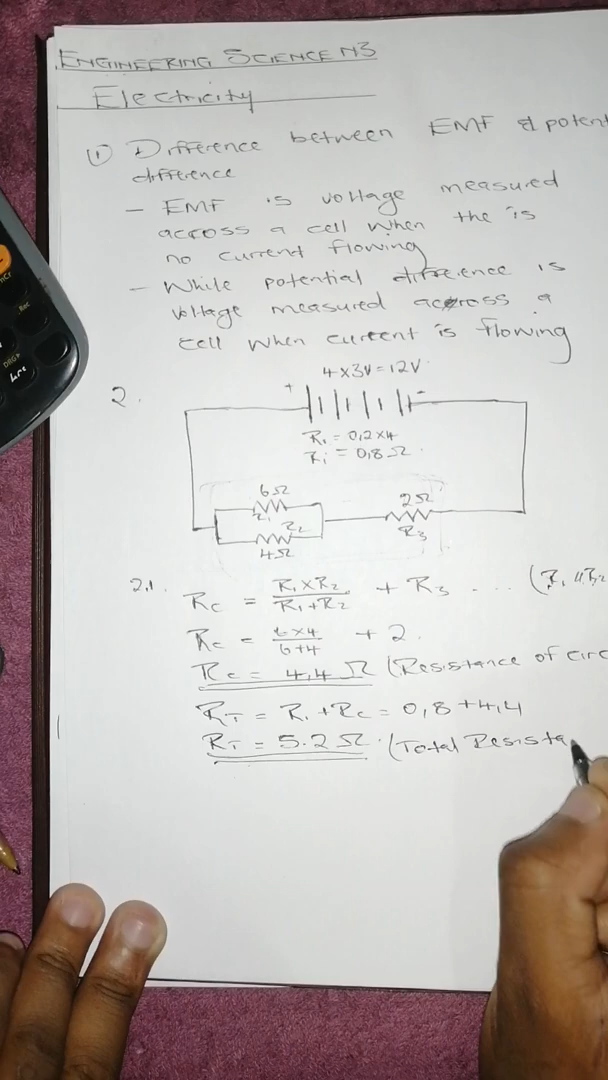 ENGINEERING SCIENCE N3
Electricity
① Difference between EMF & potent
difference
- EMF is voltage measured
across a cell when the is
no current flowing
- While potential difference is
voltage measured across a
cell when current is flowing
2.
4 x 3V = 12V
+ -
Ri = 0,2 x 4
Ri = 0,8 Ω
6Ω
R1
R2
4Ω
2Ω
R3
2.1. Rc = R1 x R2 / R1 + R2 + R3 ... (R1 // R2
Rc = 6 x 4 / 6 + 4 + 2
Rc = 4,4 Ω (Resistance of circ
RT = Ri + Rc = 0,8 + 4,4
RT = 5.2 Ω (Total Resista